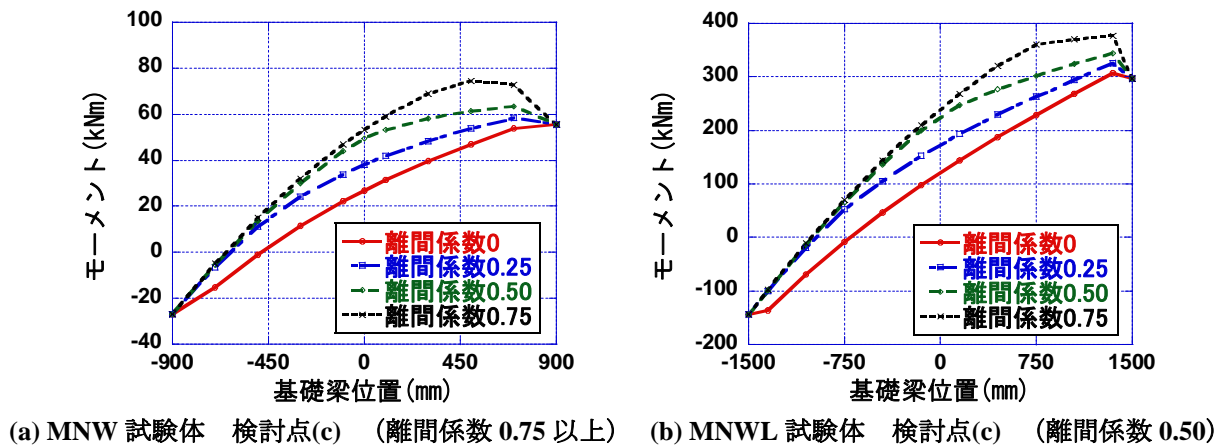 モーメント(kNm)
100
80
60
40
20
0
-20
-40
-900
-450
0
450
900
基礎梁位置(mm)
離間係数0
離間係数0.25
離間係数0.50
離間係数0.75
(a) MNW 試験体 検討点(c) (離間係数 0.75 以上)
モーメント(kNm)
400
300
200
100
0
-100
-200
-1500
-750
0
750
1500
基礎梁位置(mm)
離間係数0
離間係数0.25
離間係数0.50
離間係数0.75
(b) MNWL 試験体 検討点(c) (離間係数 0.50)